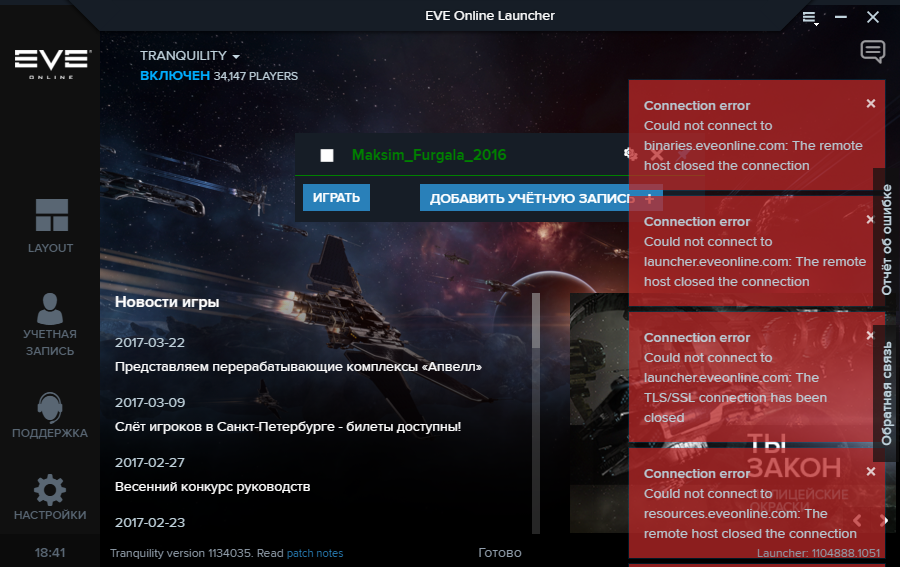 EVE Online Launcher
EVE
ONLINE
TRANQUILITY
ВКЛЮЧЕН 34,147 PLAYERS
Maksim_Furgala_2016
ИГРАТЬ
ДОБАВИТЬ УЧЁТНУЮ ЗАПИСЬ +
LAYOUT
УЧЕТНАЯ
ЗАПИСЬ
ПОДДЕРЖКА
НАСТРОЙКИ
18:41
Новости игры
2017-03-22
Представляем перерабатывающие комплексы «Апвелл»
2017-03-09
Слёт игроков в Санкт-Петербурге - билеты доступны!
2017-02-27
Весенний конкурс руководств
2017-02-23
Connection error
Could not connect to
binaries.eveonline.com: The remote
host closed the connection
Connection error
Could not connect to
launcher.eveonline.com: The remote
host closed the connection
Connection error
Could not connect to
launcher.eveonline.com: The
TLS/SSL connection has been
closed
Connection error
Could not connect to
resources.eveonline.com: The
remote host closed the connection
Отчёт об ошибке
Обратная связь
ТЫ
ЗАКОН
ПОЛИЦЕЙСКИЕ
ОКРАСКИ
Tranquility version 1134035. Read patch notes
Готово
Launcher: 1104888.1051